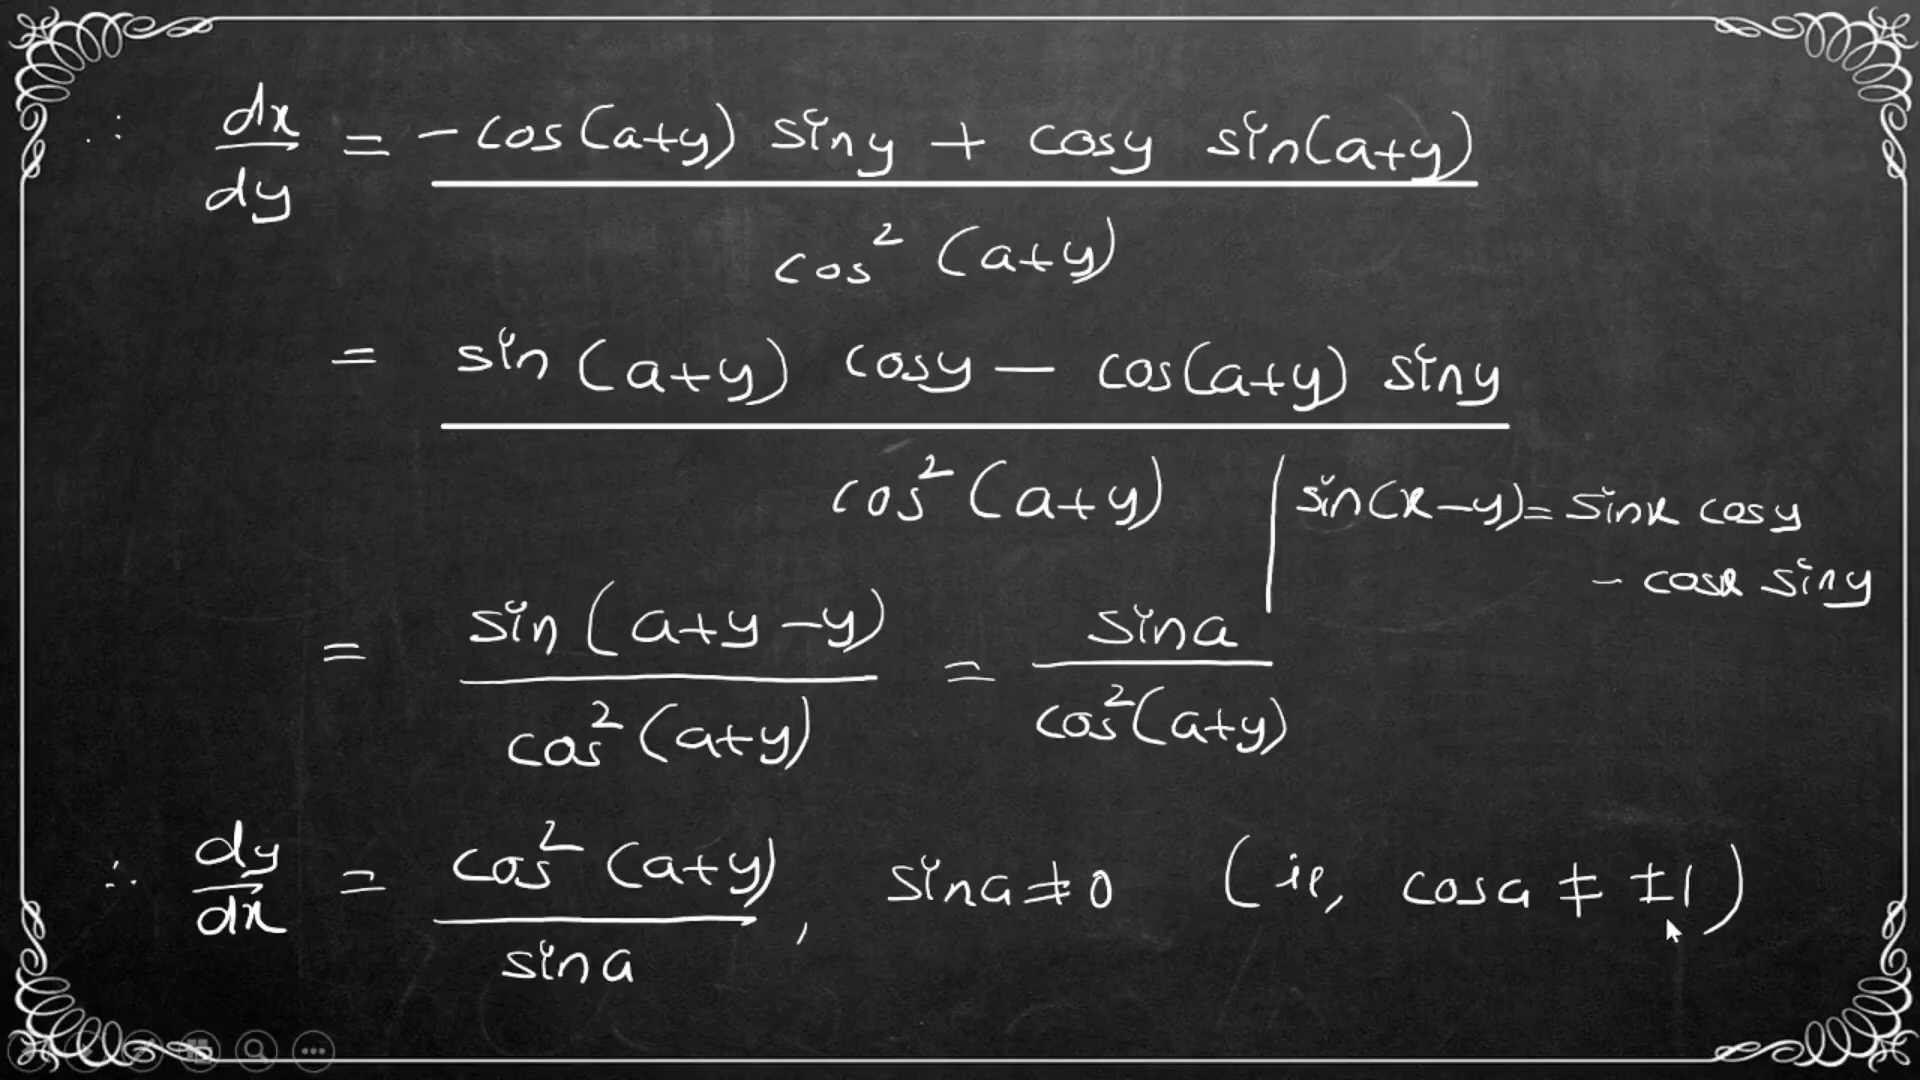 ∴ dx/dy = -cos(a+y) siny + cosy sin(a+y) / cos²(a+y)
= sin(a+y) cosy - cos(a+y) siny / cos²(a+y)
sin(x-y) = sinx cosy
- cosx siny
= sin(a+y-y) / cos²(a+y) = sina / cos²(a+y)
∴ dy/dx = cos²(a+y) / sina , sina ≠ 0 (ie, cosa ≠ ±1)